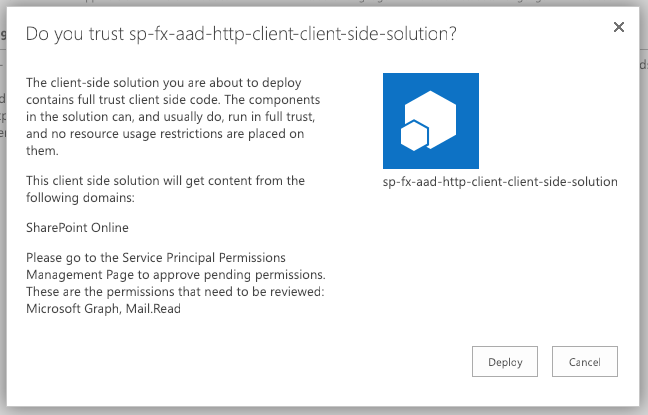 Do you trust sp-fx-aad-http-client-client-side-solution?
The client-side solution you are about to deploy
contains full trust client side code. The components
in the solution can, and usually do, run in full trust,
and no resource usage restrictions are placed on
them.
This client side solution will get content from the
following domains:
SharePoint Online
Please go to the Service Principal Permissions
Management Page to approve pending permissions.
These are the permissions that need to be reviewed:
Microsoft Graph, Mail.Read
sp-fx-aad-http-client-client-side-solution
Deploy
Cancel